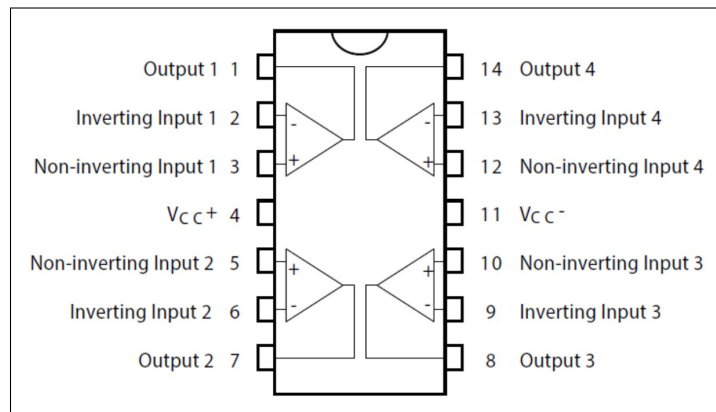 Output 1 1
Inverting Input 1 2
Non-inverting Input 1 3
VCC+ 4
Non-inverting Input 2 5
Inverting Input 2 6
Output 2 7
-
+
+
-
-
+
+
-
14 Output 4
13 Inverting Input 4
12 Non-inverting Input 4
11 VCC-
10 Non-inverting Input 3
9 Inverting Input 3
8 Output 3